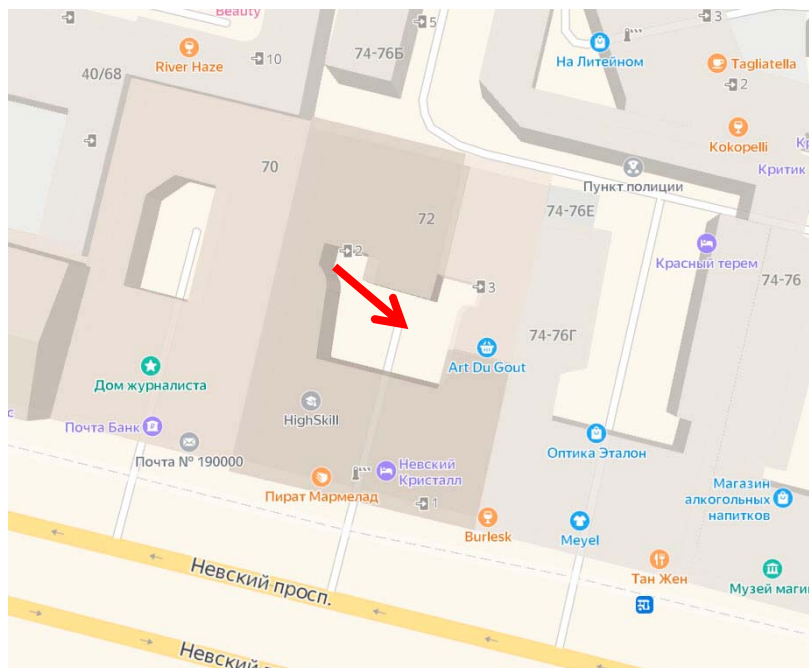 Beauty
3
5
На Литейном
River Haze
10
74-76Б
Tagliatella
40/68
2
Kokopelli
Критик
70
Пункт полиции
72
74-76Е
2
Красный терем
3
74-76
74-76Г
Art Du Gout
Дом журналиста
HighSkill
Почта Банк
Оптика Эталон
Почта № 190000
Невский
Кристалл
Пират Мармелад
1
Магазин
алкогольных
напитков
Burlesk
Meyel
Невский просп.
Тан Жен
Музей маги
Невский